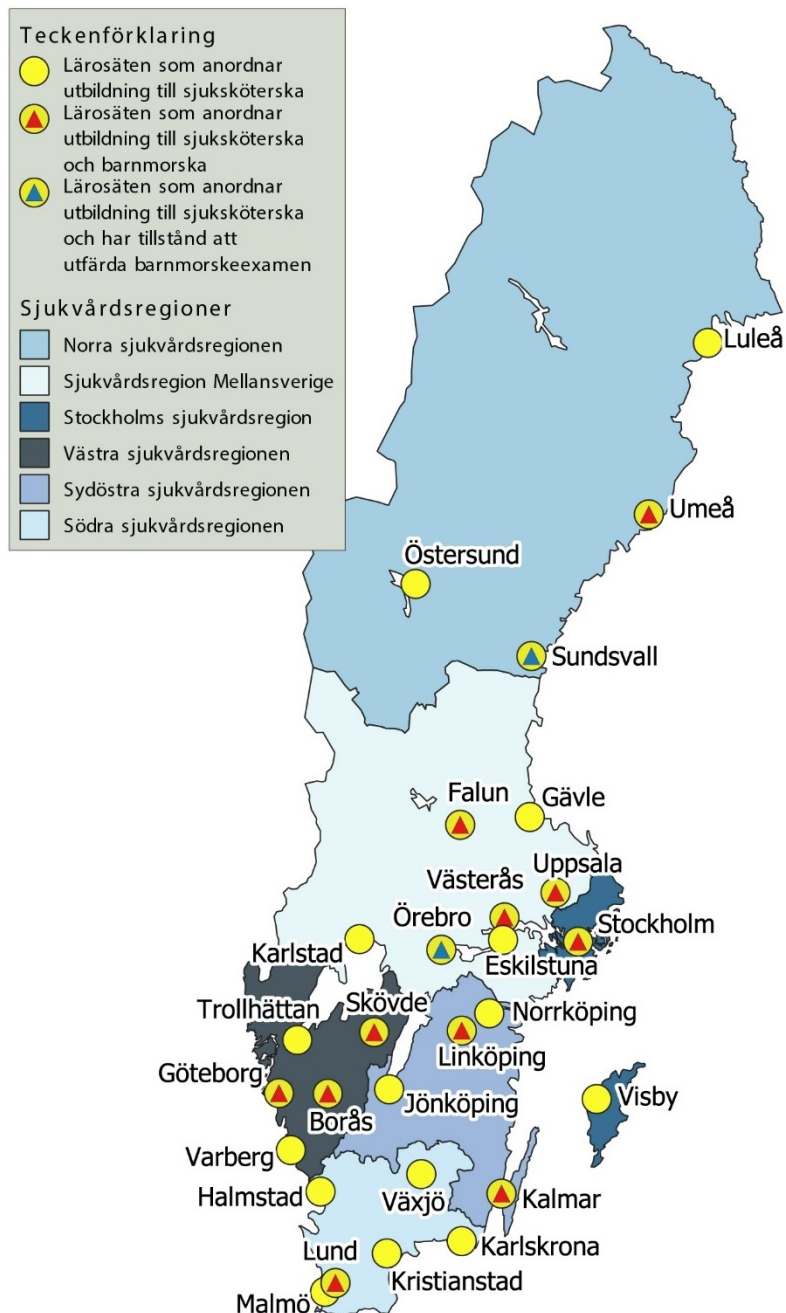 Teckenförklaring
Lärosäten som anordnar
utbildning till sjuksköterska
Lärosäten som anordnar
utbildning till sjuksköterska
och barnmorska
Lärosäten som anordnar
utbildning till sjuksköterska
och har tillstånd att
utfärda barnmorskeexamen
Sjukvårdsregioner
Norra sjukvårdsregionen
Sjukvårdsregion Mellansverige
Stockholms sjukvårdsregion
Västra sjukvårdsregionen
Sydöstra sjukvårdsregionen
Södra sjukvårdsregionen
Luleå
Umeå
Östersund
Sundsvall
Falun
Gävle
Uppsala
Västerås
Örebro
Stockholm
Karlstad
Eskilstuna
Skövde
Trollhättan
Norrköping
Linköping
Göteborg
Visby
Jönköping
Borås
Varberg
Halmstad
Växjö
Kalmar
Lund
Karlskrona
Kristianstad
Malmö